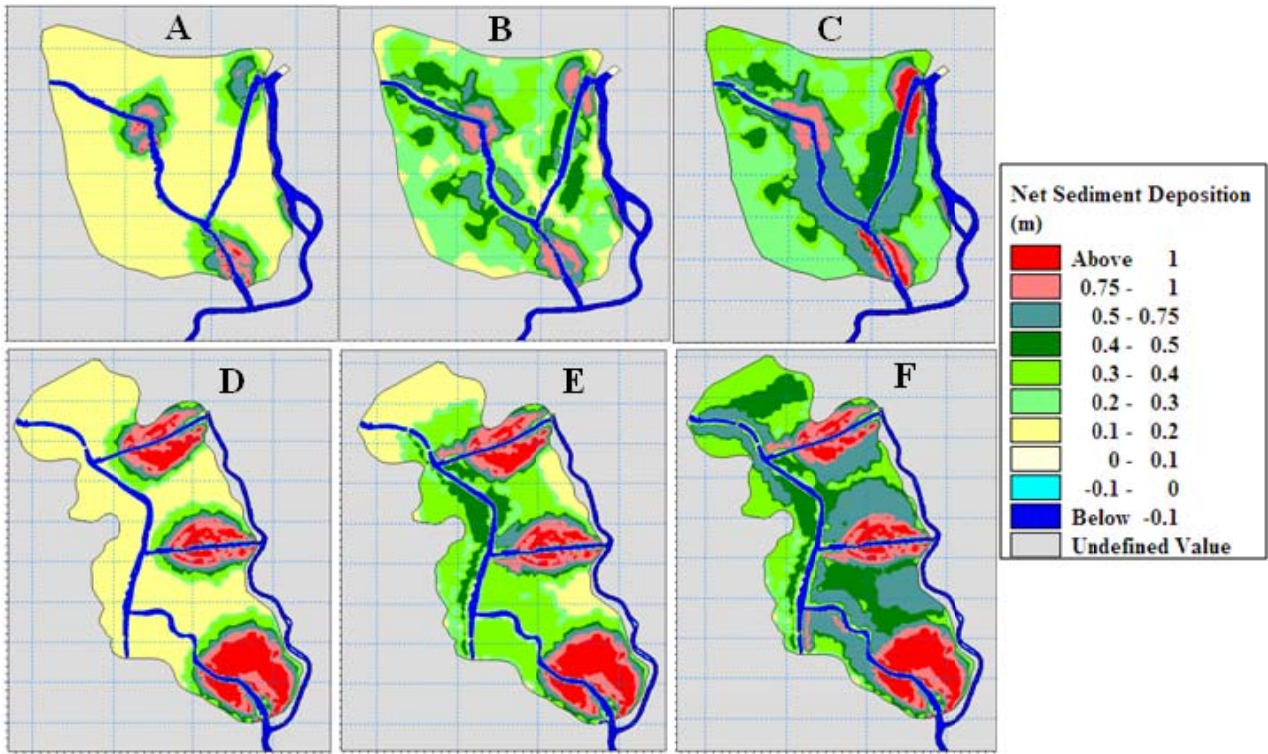 A
B
C
D
E
F
Net Sediment Deposition
(m)
Above 1
0.75 - 1
0.5 - 0.75
0.4 - 0.5
0.3 - 0.4
0.2 - 0.3
0.1 - 0.2
0 - 0.1
-0.1 - 0
Below -0.1
Undefined Value